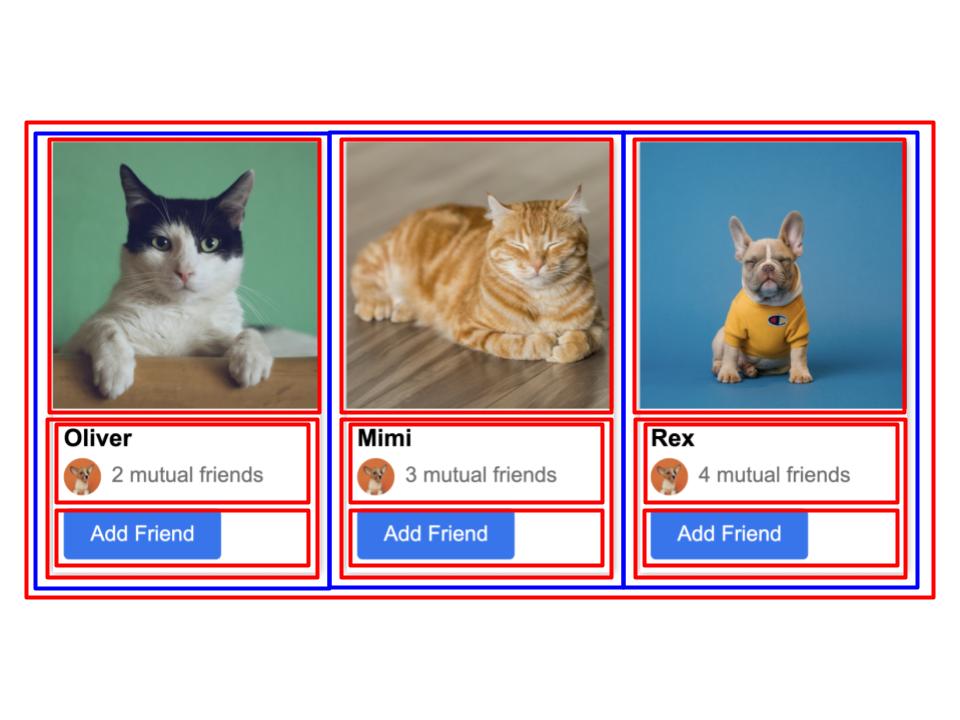 Oliver
2 mutual friends
Add Friend
Mimi
3 mutual friends
Add Friend
Rex
4 mutual friends
Add Friend